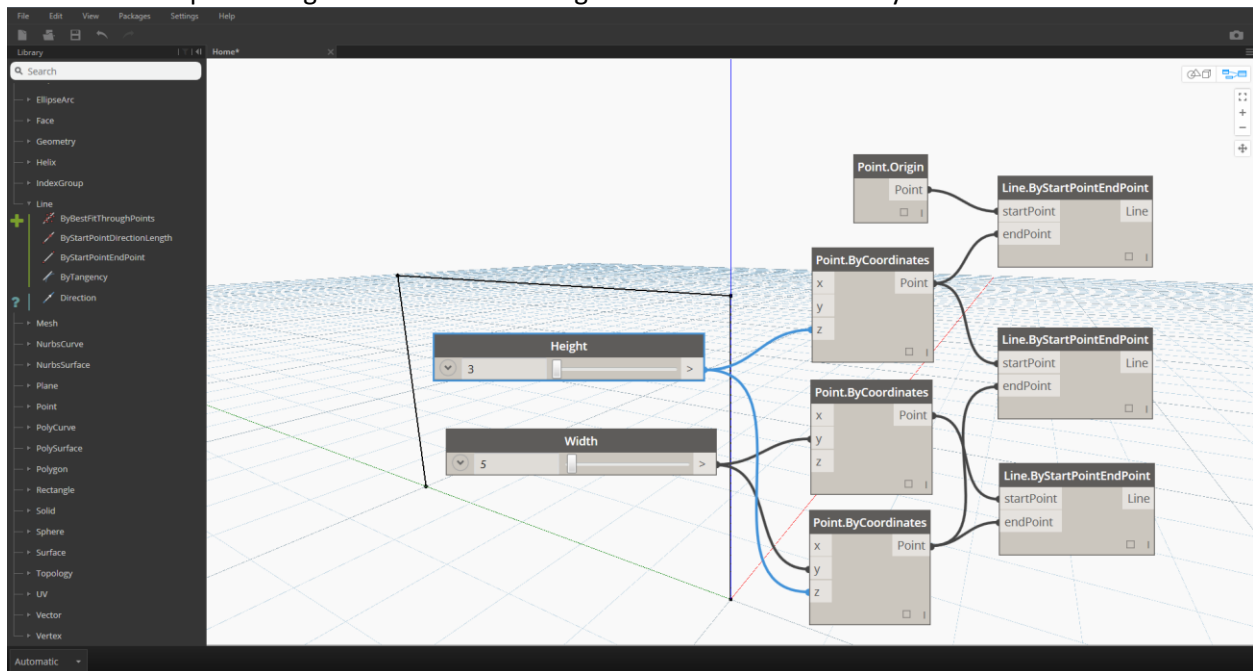 File Edit View Packages Settings Help
Library
Home*
Search
EllipseArc
Face
Geometry
Helix
IndexGroup
Line
ByBestFitThroughPoints
ByStartPointDirectionLength
ByStartPointEndPoint
ByTangency
Direction
Mesh
NurbsCurve
NurbsSurface
Plane
Point
PolyCurve
PolySurface
Polygon
Rectangle
Solid
Sphere
Surface
Topology
UV
Vector
Vertex
Automatic
Height
3 >
Width
5 >
Point.Origin
Point
Point.ByCoordinates
x Point
y
z
Point.ByCoordinates
x Point
y
z
Point.ByCoordinates
x Point
y
z
Line.ByStartPointEndPoint
startPoint Line
endPoint
Line.ByStartPointEndPoint
startPoint Line
endPoint
Line.ByStartPointEndPoint
startPoint Line
endPoint